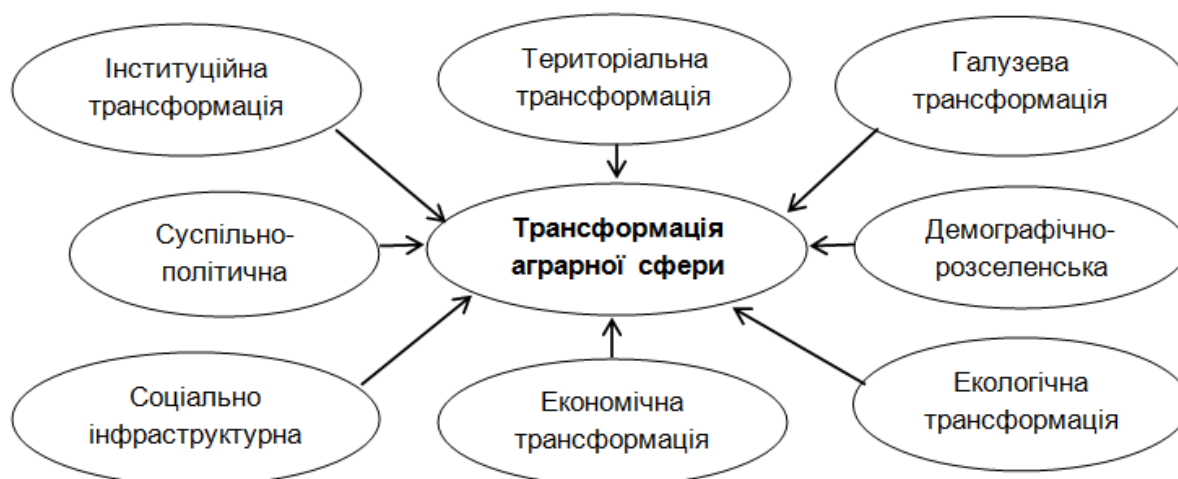 Інституційна
трансформація
Територіальна
трансформація
Галузева
трансформація
Суспільно-
політична
Трансформація
аграрної сфери
Демографічно-
розселенська
Соціально
інфраструктурна
Економічна
трансформація
Екологічна
трансформація